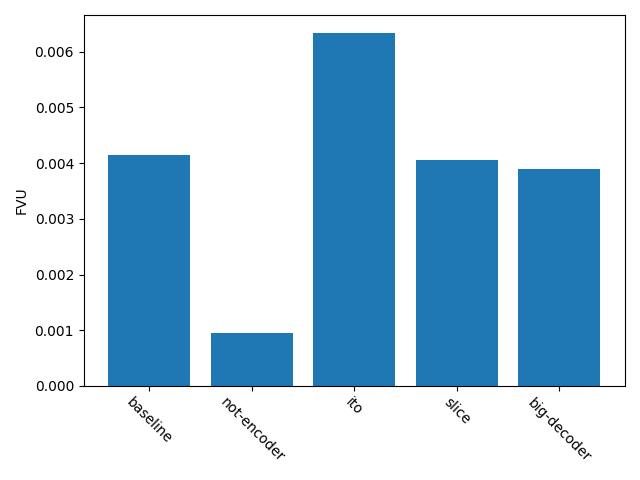 0.006
0.005
0.004
0.003
0.002
0.001
0.000
FVU
baseline
not-encoder
ito
slice
big-decoder